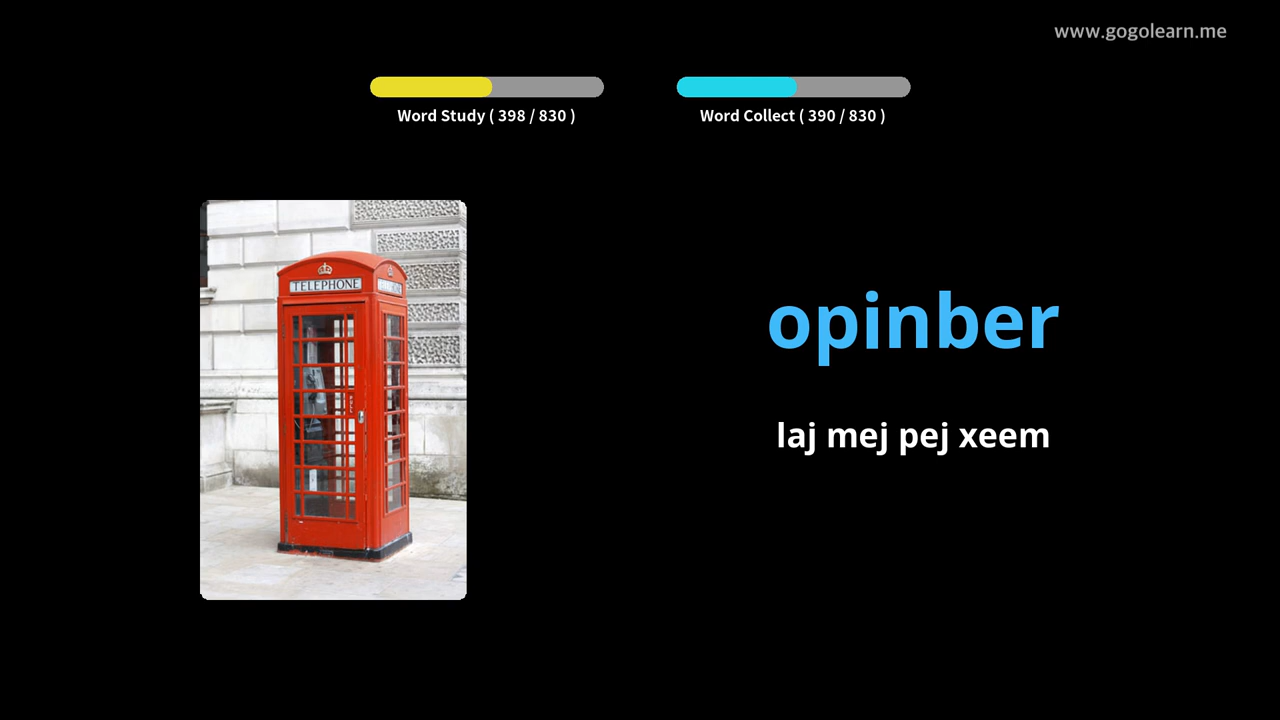 www.gogolearn.me
Word Study ( 398 / 830 )
Word Collect ( 390 / 830 )
TELEPHONE
opinber
laj mej pej xeem